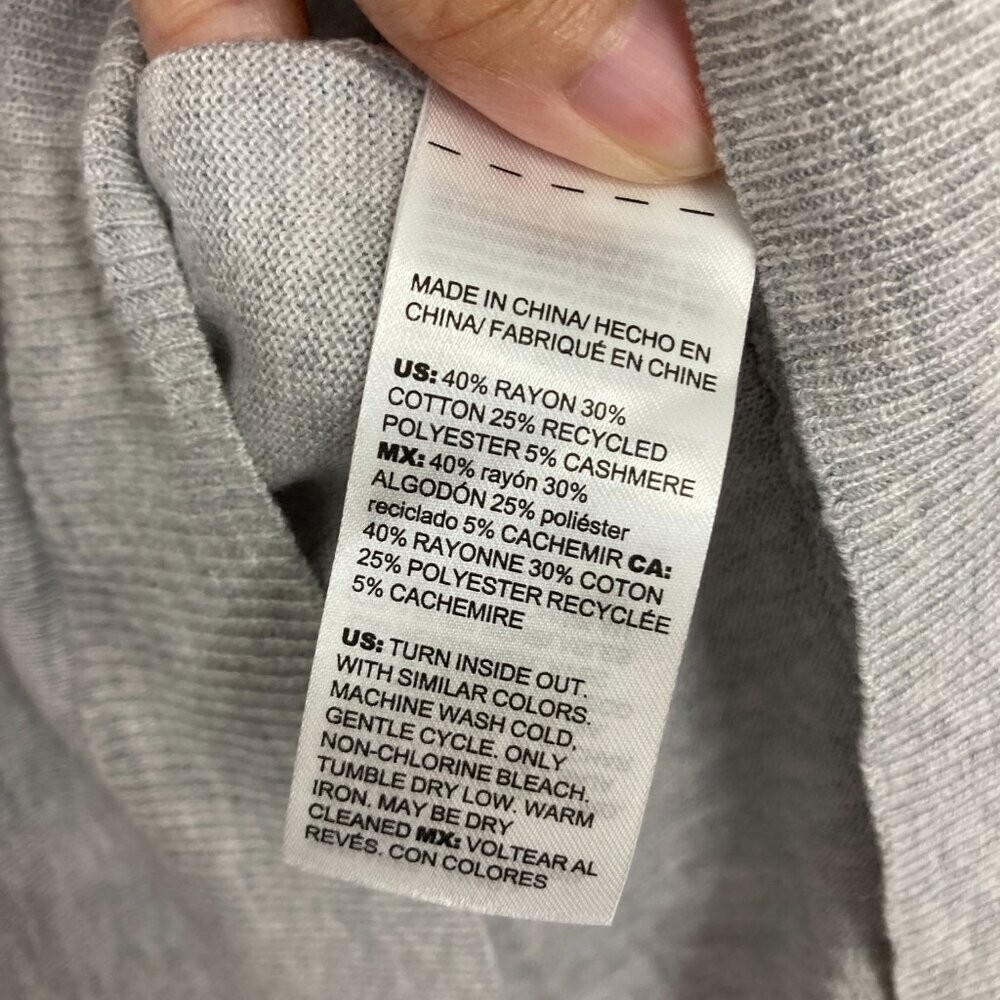 MADE IN CHINA/ HECHO EN
CHINA/ FABRIQUÉ EN CHINE
US: 40% RAYON 30%
COTTON 25% RECYCLED
POLYESTER 5% CASHMERE
MX: 40% rayón 30%
ALGODÓN 25% poliéster
reciclado 5% CACHEMIR CA:
40% RAYONNE 30% COTON
25% POLYESTER RECYCLÉE
5% CACHEMIRE
US: TURN INSIDE OUT.
WITH SIMILAR COLORS.
MACHINE WASH COLD,
GENTLE CYCLE. ONLY
NON-CHLORINE BLEACH.
TUMBLE DRY LOW. WARM
IRON. MAY BE DRY
CLEANED MX: VOLTEAR AL
REVÉS. CON COLORES